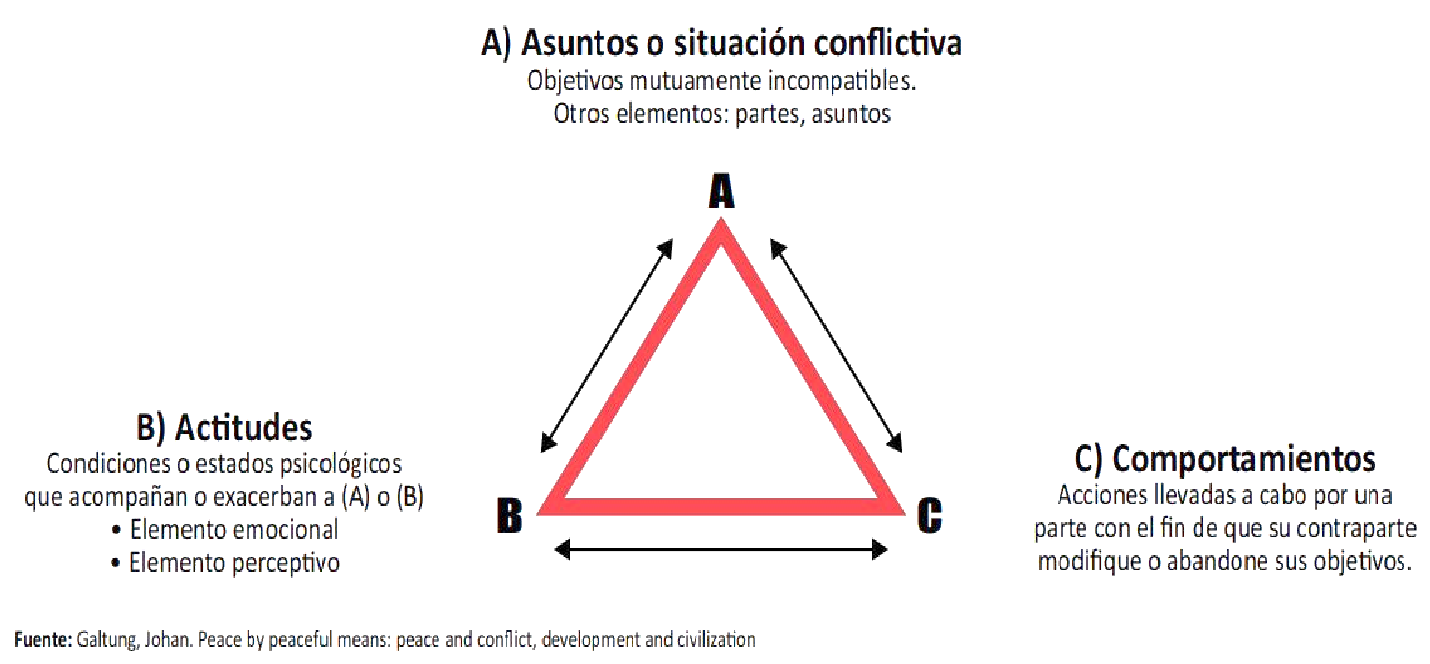 A) Asuntos o situación conflictiva
Objetivos mutuamente incompatibles.
Otros elementos: partes, asuntos
A
B) Actitudes
Condiciones o estados psicológicos
que acompañan o exacerban a (A) o (B)
• Elemento emocional
• Elemento perceptivo
B
C
C) Comportamientos
Acciones llevadas a cabo por una
parte con el fin de que su contraparte
modifique o abandone sus objetivos.
Fuente: Galtung, Johan. Peace by peaceful means: peace and conflict, development and civilization